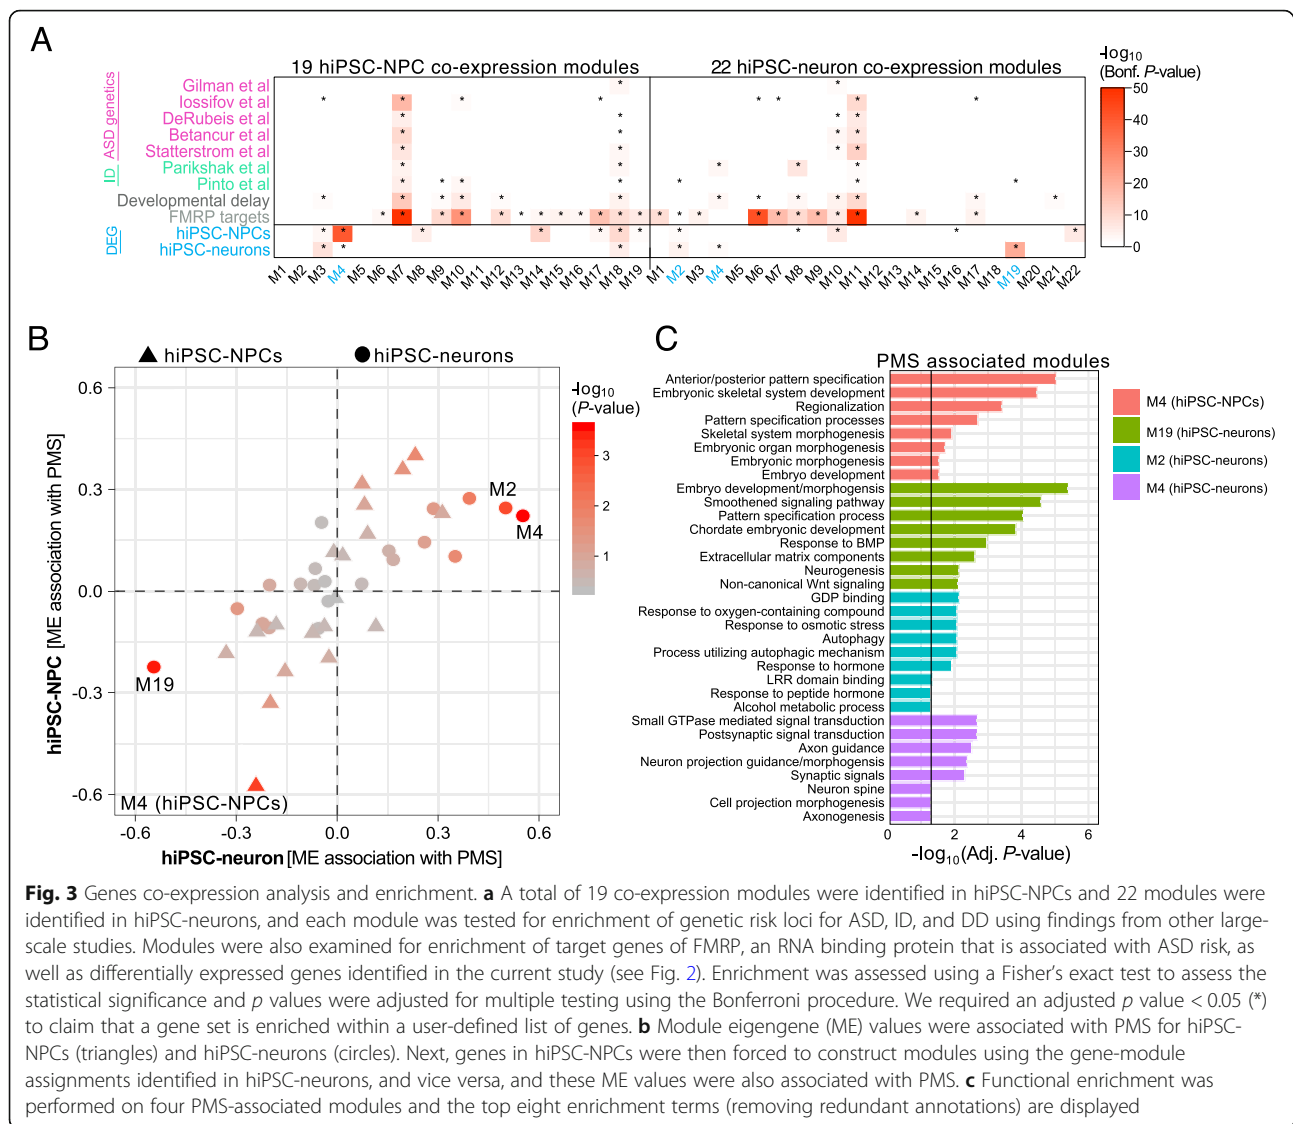 A
19 hiPSC-NPC co-expression modules
22 hiPSC-neuron co-expression modules
-log10
(Bonf. P-value)
ASD genetics
Gilman et al
Iossifov et al
DeRubeis et al
Betancur et al
Statterstrom et al
ID
Parikshak et al
Pinto et al
Developmental delay
FMRP targets
DEG
hiPSC-NPCs
hiPSC-neurons
50
40
30
20
10
0
M1 M2 M3 M4 M5 M6 M7 M8 M9 M10 M11 M12 M13 M14 M15 M16 M17 M18 M19 M1 M2 M3 M4 M5 M6 M7 M8 M9 M10 M11 M12 M13 M14 M15 M16 M17 M18 M19 M20 M21 M22
B
hiPSC-NPCs
hiPSC-neurons
hiPSC-NPC [ME association with PMS]
0.6
0.3
0.0
-0.3
-0.6
M2
M4
M19
M4 (hiPSC-NPCs)
-0.6 -0.3 0.0 0.3 0.6
hiPSC-neuron [ME association with PMS]
-log10
(P-value)
3
2
1
C
PMS associated modules
Anterior/posterior pattern specification
Embryonic skeletal system development
Regionalization
Pattern specification processes
Skeletal system morphogenesis
Embryonic organ morphogenesis
Embryonic morphogenesis
Embryo development
Embryo development/morphogensis
Smoothened signaling pathway
Pattern specification process
Chordate embryonic development
Response to BMP
Extracellular matrix components
Neurogenesis
Non-canonical Wnt signaling
GDP binding
Response to oxygen-containing compound
Response to osmotic stress
Autophagy
Process utilizing autophagic mechanism
Response to hormone
LRR domain binding
Response to peptide hormone
Alcohol metabolic process
Small GTPase mediated signal transduction
Postsynaptic signal transduction
Axon guidance
Neuron projection guidance/morphogensis
Synaptic signals
Neuron spine
Cell projection morphogenesis
Axonogenesis
0 2 4 6
-log10(Adj. P-value)
M4 (hiPSC-NPCs)
M19 (hiPSC-neurons)
M2 (hiPSC-neurons)
M4 (hiPSC-neurons)
Fig. 3 Genes co-expression analysis and enrichment. a A total of 19 co-expression modules were identified in hiPSC-NPCs and 22 modules were
identified in hiPSC-neurons, and each module was tested for enrichment of genetic risk loci for ASD, ID, and DD using findings from other large-
scale studies. Modules were also examined for enrichment of target genes of FMRP, an RNA binding protein that is associated with ASD risk, as
well as differentially expressed genes identified in the current study (see Fig. 2). Enrichment was assessed using a Fisher's exact test to assess the
statistical significance and p values were adjusted for multiple testing using the Bonferroni procedure. We required an adjusted p value < 0.05 (*)
to claim that a gene set is enriched within a user-defined list of genes. b Module eigengene (ME) values were associated with PMS for hiPSC-
NPCs (triangles) and hiPSC-neurons (circles). Next, genes in hiPSC-NPCs were then forced to construct modules using the gene-module
assignments identified in hiPSC-neurons, and vice versa, and these ME values were also associated with PMS. c Functional enrichment was
performed on four PMS-associated modules and the top eight enrichment terms (removing redundant annotations) are displayed